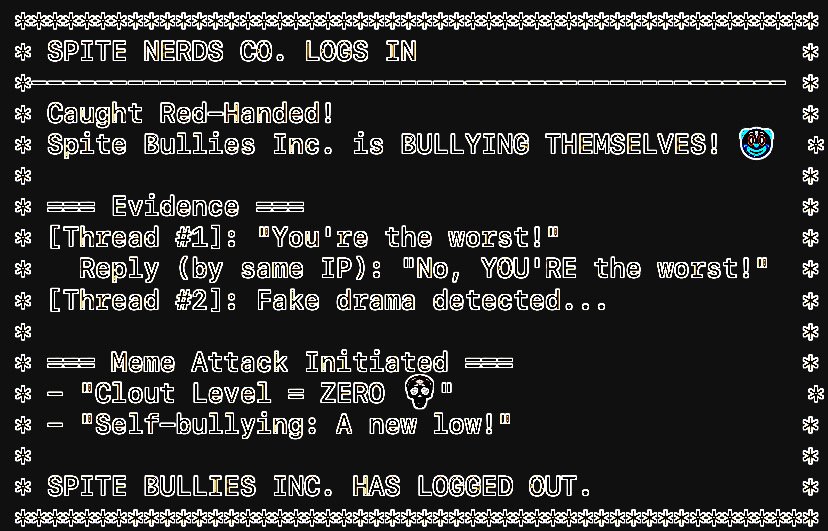 ***************************************************
* SPITE NERDS CO. LOGS IN *
*------------------------------------------------ *
* Caught Red-Handed!
* Spite Bullies Inc. is BULLYING THEMSELVES! 🤡 *
* *
* === Evidence === *
* [Thread #1]: "You're the worst!" *
* Reply (by same IP): "No, YOU'RE the worst!" *
* [Thread #2]: Fake drama detected... *
* *
* === Meme Attack Initiated === *
* - "Clout Level = ZERO 💀" *
* - "Self-bullying: A new low!" *
* *
* SPITE BULLIES INC. HAS LOGGED OUT. *
***************************************************